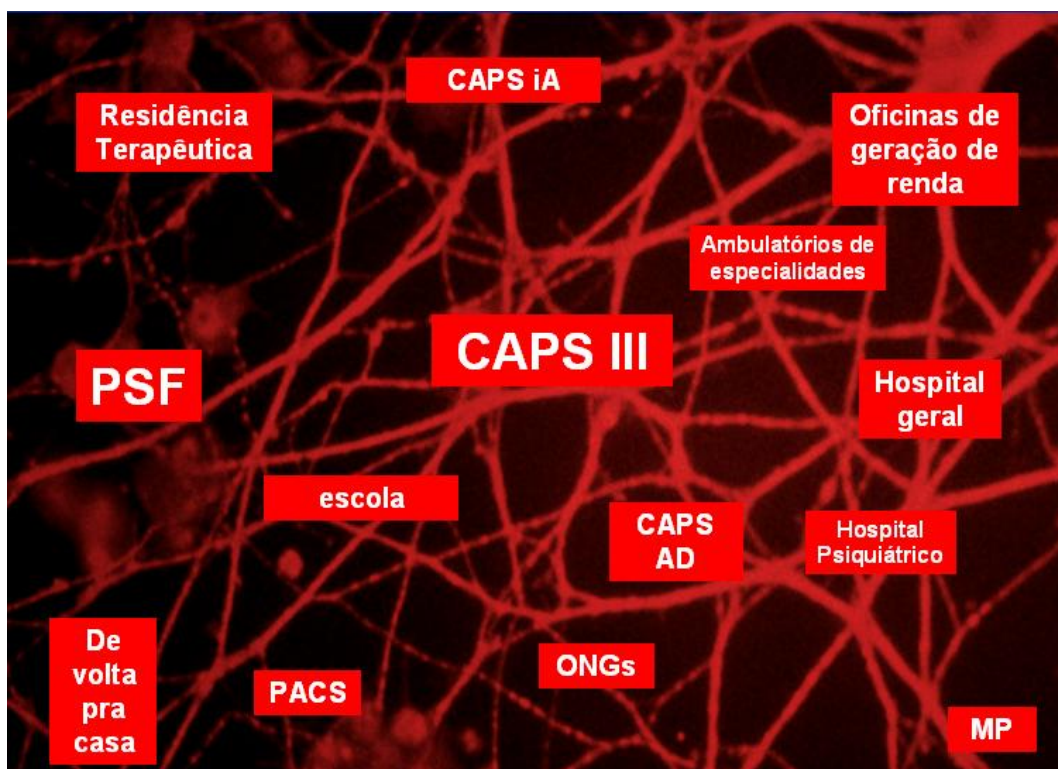 CAPS iA
Residência
Terapêutica
Oficinas de
geração de
renda
Ambulatórios de
especialidades
CAPS III
PSF
Hospital
geral
escola
CAPS
AD
Hospital
Psiquiátrico
De
volta
pra
casa
PACS
ONGs
MP